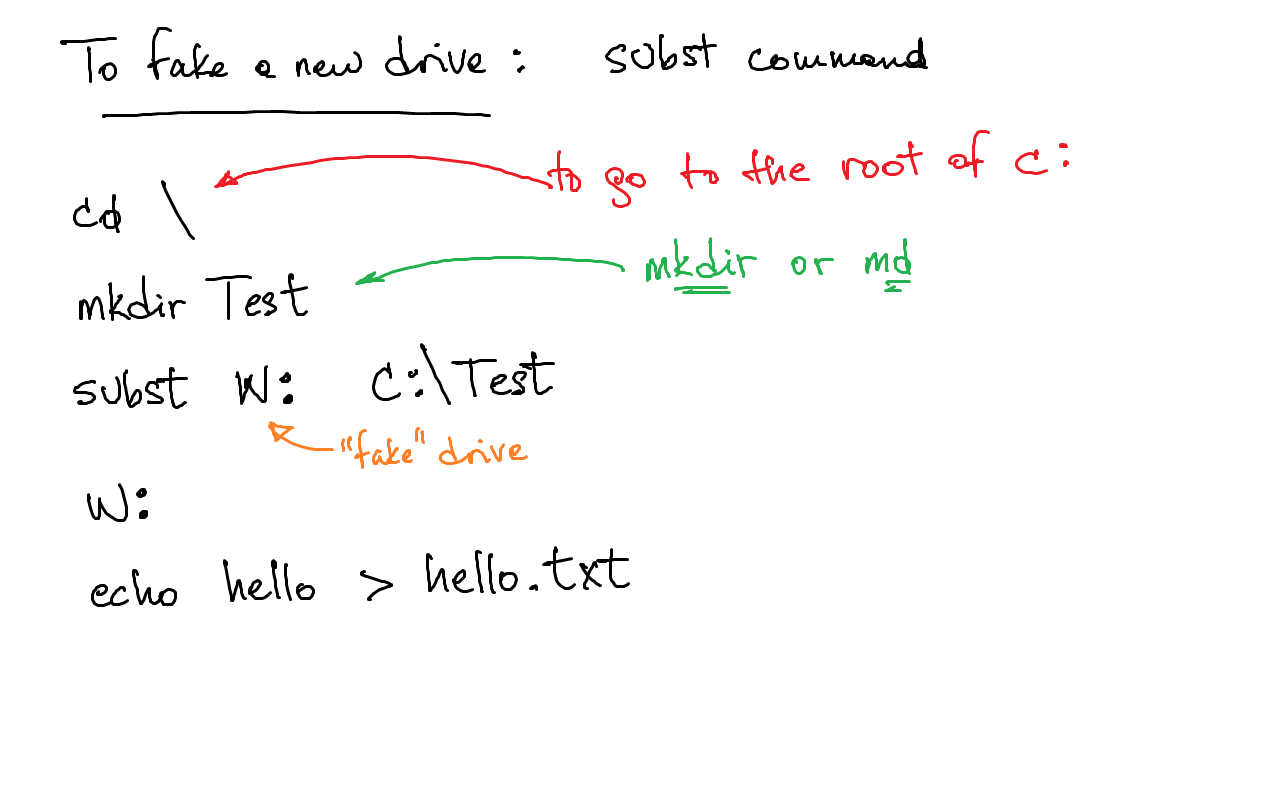 To fake a new drive : subst command
to go to the root of c:
cd \
mkdir or md
mkdir Test
subst W: C:\Test
"fake" drive
W:
echo hello > hello.txt